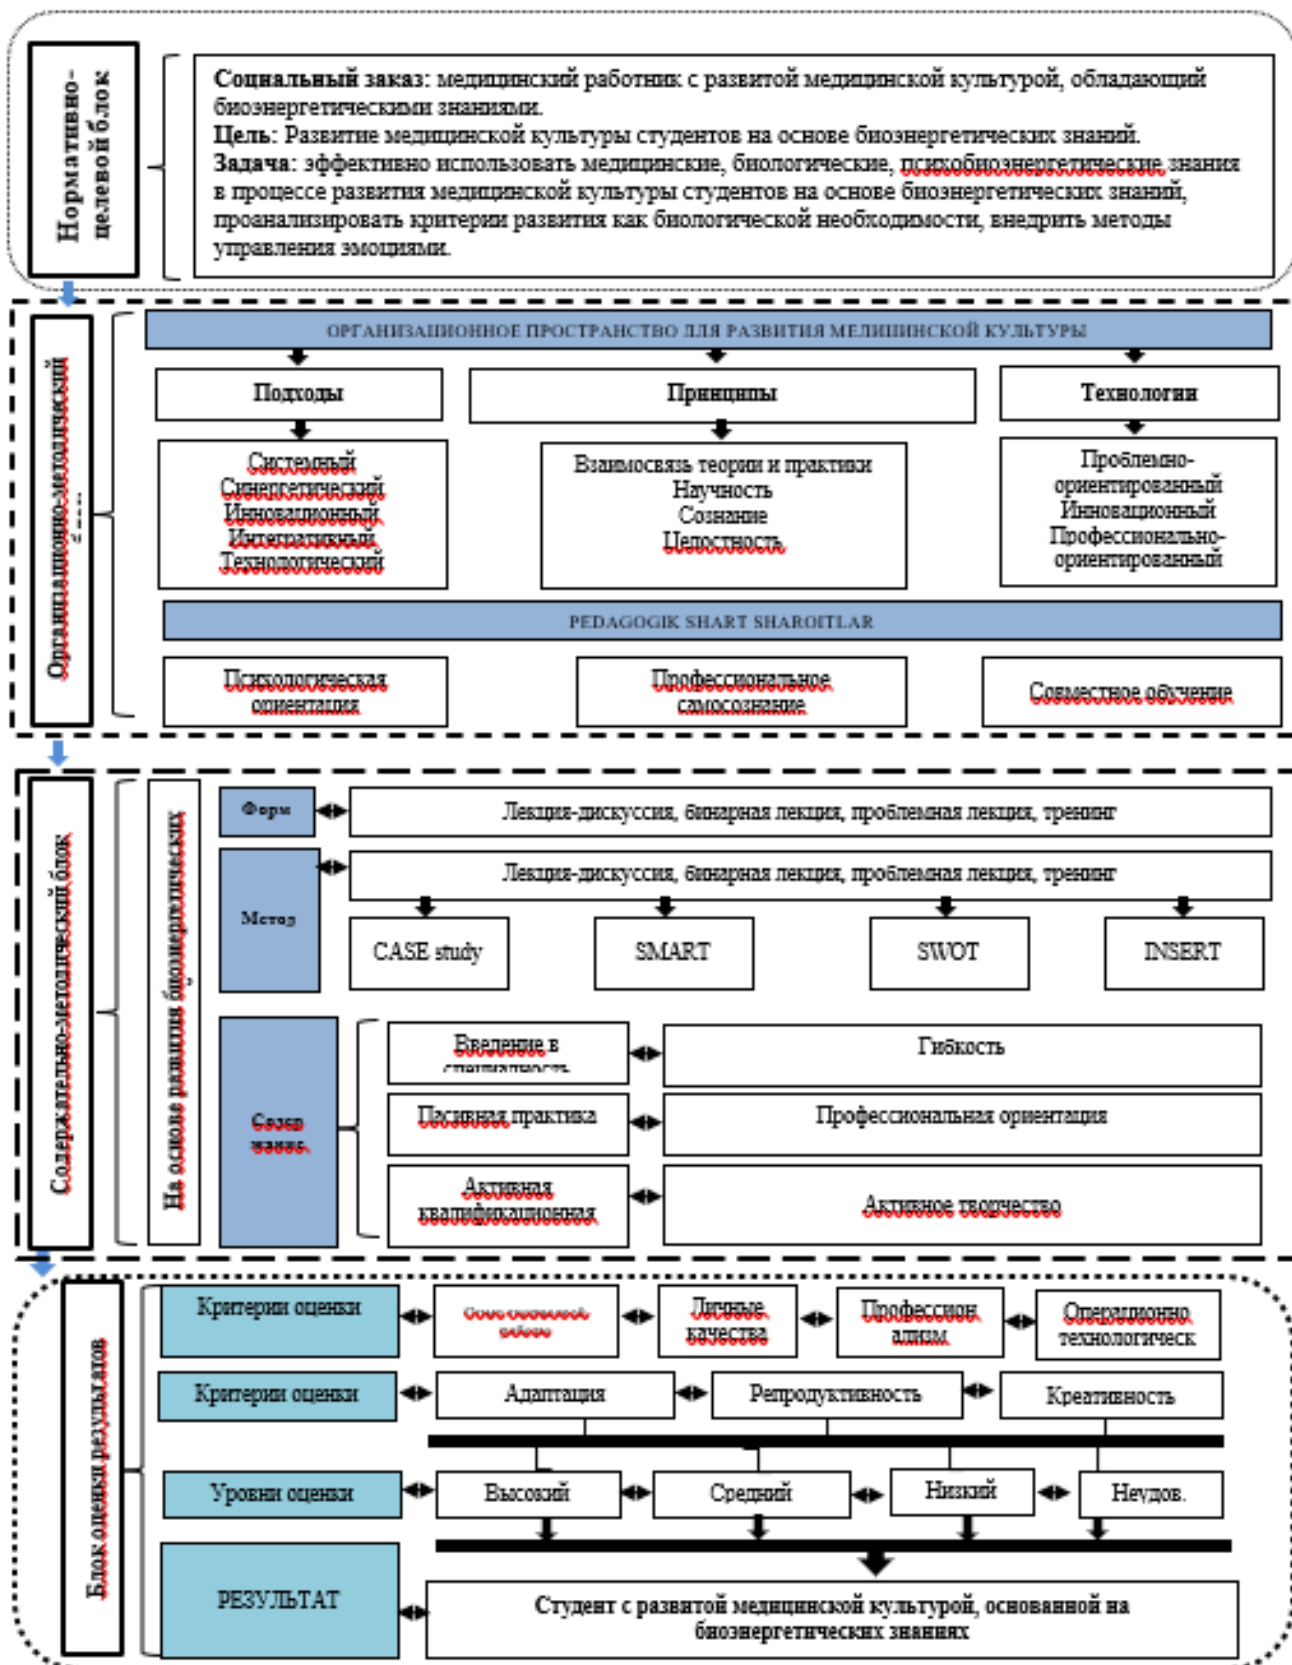 Нормативно-
целевой блок
Социальный заказ: медицинский работник с развитой медицинской культурой, обладающий
биоэнергетическими знаниями.
Цель: Развитие медицинской культуры студентов на основе биоэнергетических знаний.
Задача: эффективно использовать медицинские, биологические, психобиоэнергетические знания
в процессе развития медицинской культуры студентов на основе биоэнергетических знаний,
проанализировать критерии развития как биологической необходимости, внедрить методы
управления эмоциями.
Организационно-методический
ОРГАНИЗАЦИОННОЕ ПРОСТРАНСТВО ДЛЯ РАЗВИТИЯ МЕДИЦИНСКОЙ КУЛЬТУРЫ
Подходы
Принципы
Технологии
Системный
Синергетический
Инновационный
Интегративный
Технологический
Взаимосвязь теории и практики
Научность
Сознание
Целостность
Проблемно-
ориентированный
Инновационный
Профессионально-
ориентированный
PEDAGOGIK SHART SHAROITLAR
Психологическая
ориентация
Профессиональное
самосознание
Совместное обучение
Содержательно-методический блок
На основе развития биоэнергетических
Форм
Лекция-дискуссия, бинарная лекция, проблемная лекция, тренинг
Метод
Лекция-дискуссия, бинарная лекция, проблемная лекция, тренинг
CASE study
SMART
SWOT
INSERT
Содер
жание
Введение в
специальность
Гибкость
Пасивная практика
Профессиональная ориентация
Активная
квалификационная
Активное творчество
Блок оценки результатов
Критерии оценки
Личные
качества
Профессион
ализм
Операционно
технологическ
Критерии оценки
Адаптация
Репродуктивность
Креативность
Уровни оценки
Высокий
Средний
Низкий
Неудов.
РЕЗУЛЬТАТ
Студент с развитой медицинской культурой, основанной на
биоэнергетических знаниях